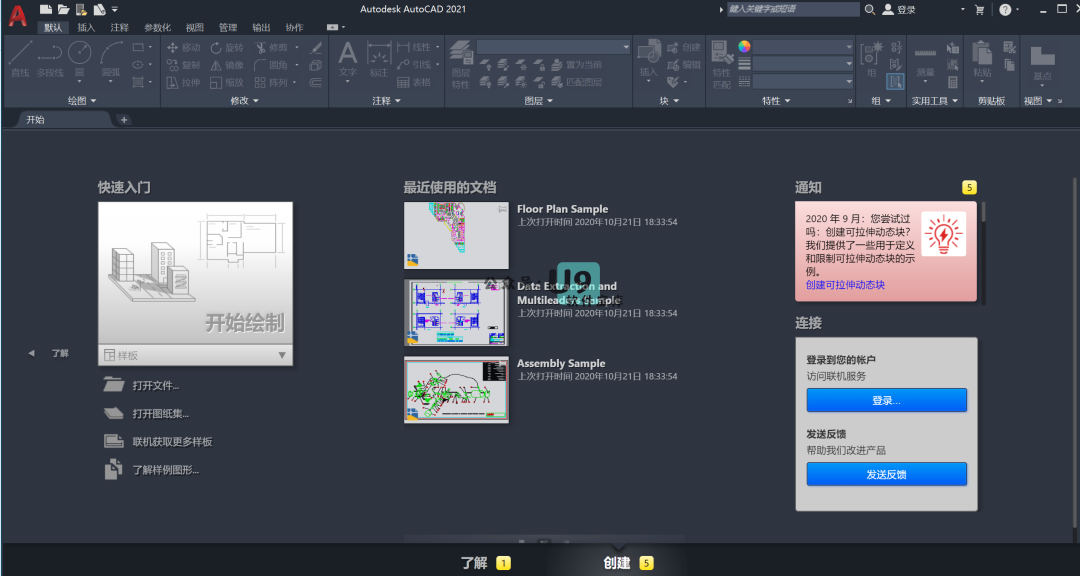 Autodesk AutoCAD 2021
键入关键字或短语
登录
默认 插入 注释 参数化 视图 管理 输出 协作
直线 多段线 圆 圆弧
移动 旋转 修剪
复制 镜像 圆角
拉伸 缩放 阵列
文字 标注
线性
引线
表格
图层特性
置为当前
匹配图层
插入
创建
编辑
特性匹配
组
测量
粘贴
基点
绘图 修改 注释 图层 块 特性 组 实用工具 剪贴板 视图
开始
快速入门
开始绘制
样板
打开文件...
打开图纸集...
联机获取更多样板
了解样例图形...
了解
最近使用的文档
Floor Plan Sample
上次打开时间 2020年10月21日 18:33:54
Data Extraction and
Multileaders Sample
上次打开时间 2020年10月21日 18:33:54
Assembly Sample
上次打开时间 2020年10月21日 18:33:54
公众号
U9
通知
5
2020 年 9 月：您尝试过
吗：创建可拉伸动态块？
我们提供了一些用于定义
和限制可拉伸动态块的示
例。
创建可拉伸动态块
连接
登录到您的帐户
访问联机服务
登录...
发送反馈
帮助我们改进产品
发送反馈
了解 1
创建 5